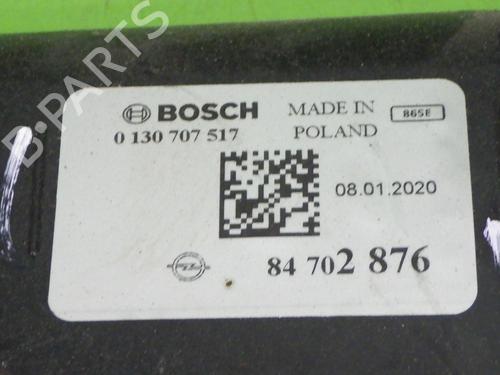 B-PARTS
BOSCH
0 130 707 517
MADE IN
POLAND
865E
08.01.2020
84 702 876